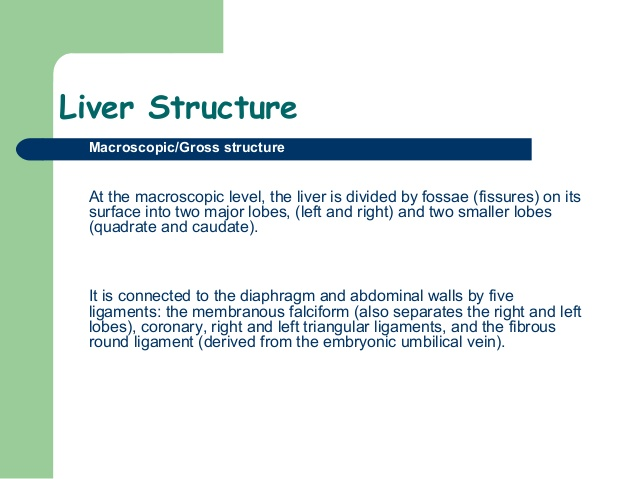 Liver Structure
Macroscopic/Gross structure
At the macroscopic level, the liver is divided by fossae (fissures) on its
surface into two major lobes, (left and right) and two smaller lobes
(quadrate and caudate).
It is connected to the diaphragm and abdominal walls by five
ligaments: the membranous falciform (also separates the right and left
lobes), coronary, right and left triangular ligaments, and the fibrous
round ligament (derived from the embryonic umbilical vein).